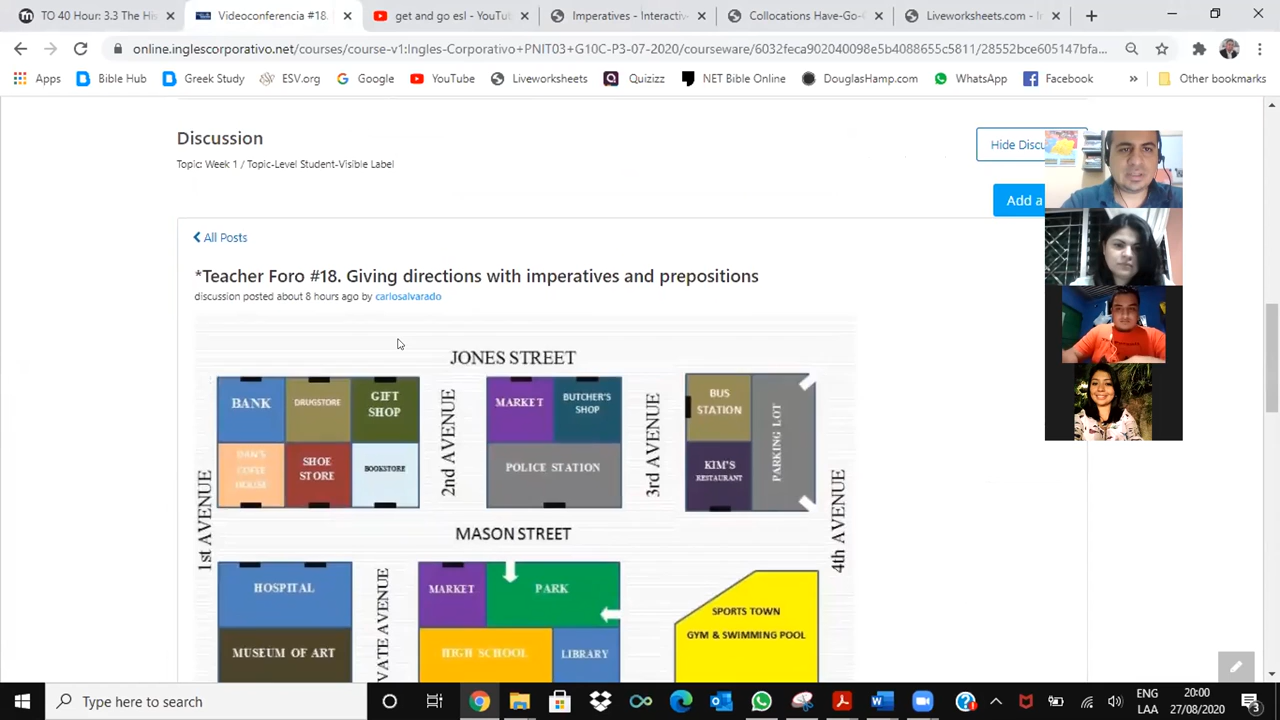 TO 40 Hour: 3.3 The His
Videoconferencia #18.
get and go esl - YouTu
Imperatives - Interacti
Collocations Have-Go-
Liveworksheets.com - I
online.inglescorporativo.net/courses/course-v1:Ingles-Corporativo+PNIT03+G10C-P3-07-2020/courseware/6032feca902040098e5b4088655c5811/28552bce605147bfa...
Apps
Bible Hub
Greek Study
ESV.org
Google
YouTube
Liveworksheets
Quizizz
NET Bible Online
DouglasHamp.com
WhatsApp
Facebook
»
Other bookmarks
Discussion
Hide Discu
Topic: Week 1 / Topic-Level Student-Visible Label
Add a
All Posts
*Teacher Foro #18. Giving directions with imperatives and prepositions
discussion posted about 8 hours ago by carlosalvarado
JONES STREET
BANK
DRUGSTORE
GIFT
SHOP
MARKET
BUTCHER'S
SHOP
BUS
STATION
PARKING LOT
DAN'S
COFEE
HOUSE
SHOE
STORE
BOOKSTORE
2nd AVENUE
POLICE STATION
3rd AVENUE
KIM'S
RESTAURANT
1st AVENUE
MASON STREET
4th AVENUE
HOSPITAL
MARKET
PARK
SPORTS TOWN
GYM & SWIMMING POOL
MUSEUM OF ART
VATE AVENUE
HIGH SCHOOL
LIBRARY
Type here to search
ENG
LAA
20:00
27/08/2020
3